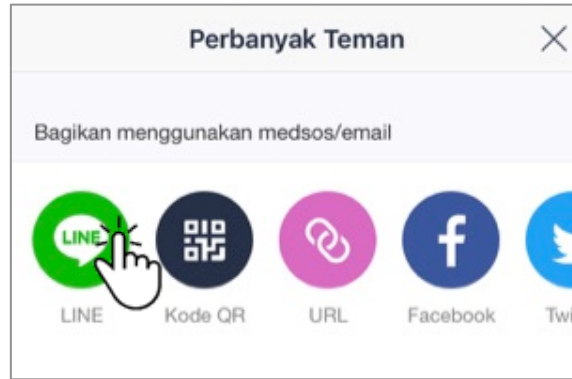 Perbanyak Teman
Bagikan menggunakan medsos/email
LINE
LINE Kode QR URL Facebook